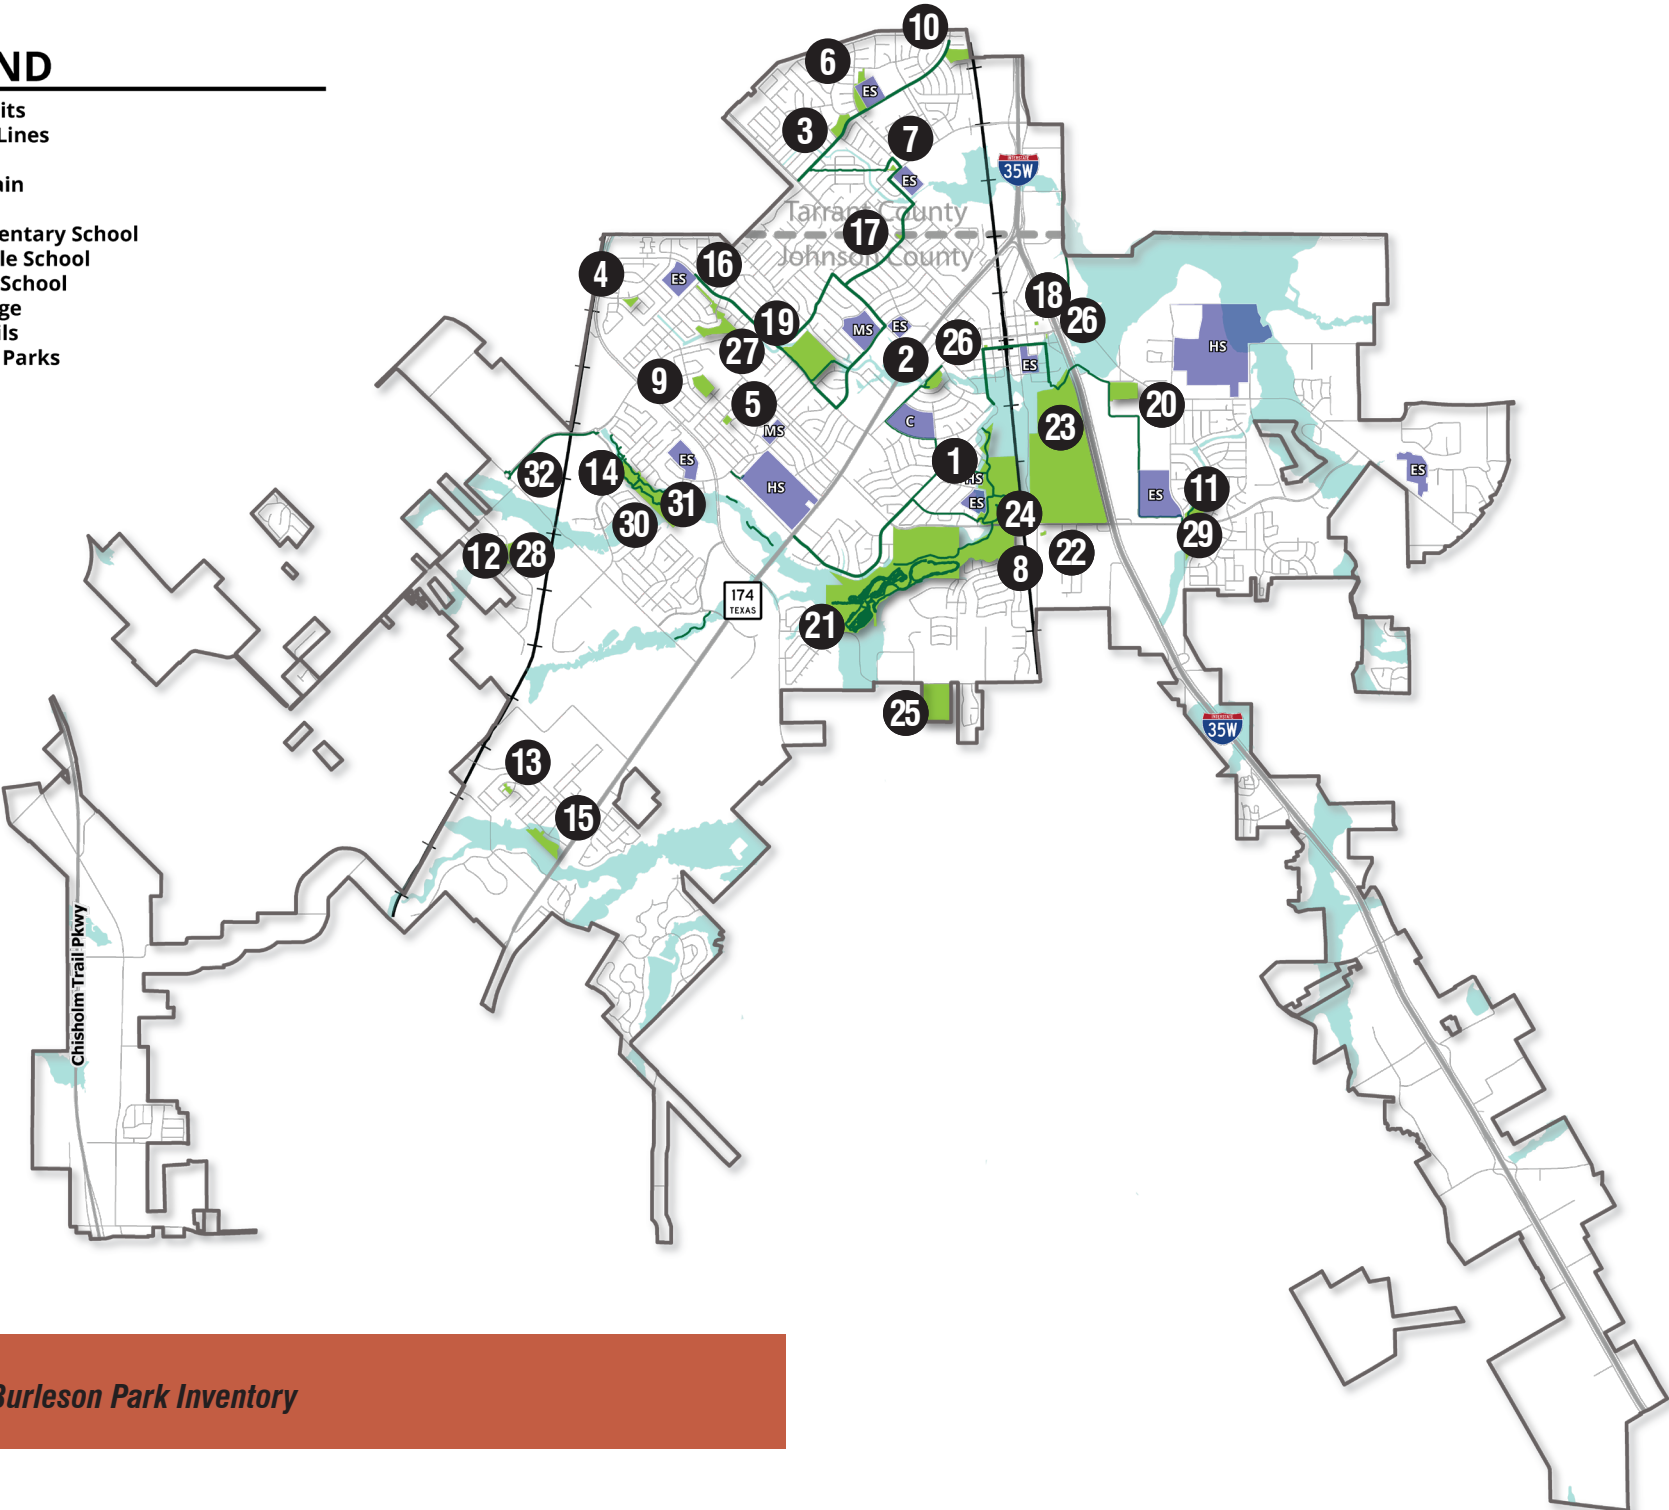 ND
its
Lines
ain
entary School
le School
School
ge
ls
Parks
10
6
ES
3
7
INTERSTATE
35W
ES
Tarrant County
17
Johnson County
4
ES
16
18
26
19
MS
ES
26
HS
27
2
ES
9
5
20
MS
C
23
1
ES
ES
32
14
HS
HS
ES
11
31
ES
24
30
29
12
28
22
8
174
TEXAS
21
25
INTERSTATE
35W
13
15
Chisholm Trail Pkwy
Burleson Park Inventory